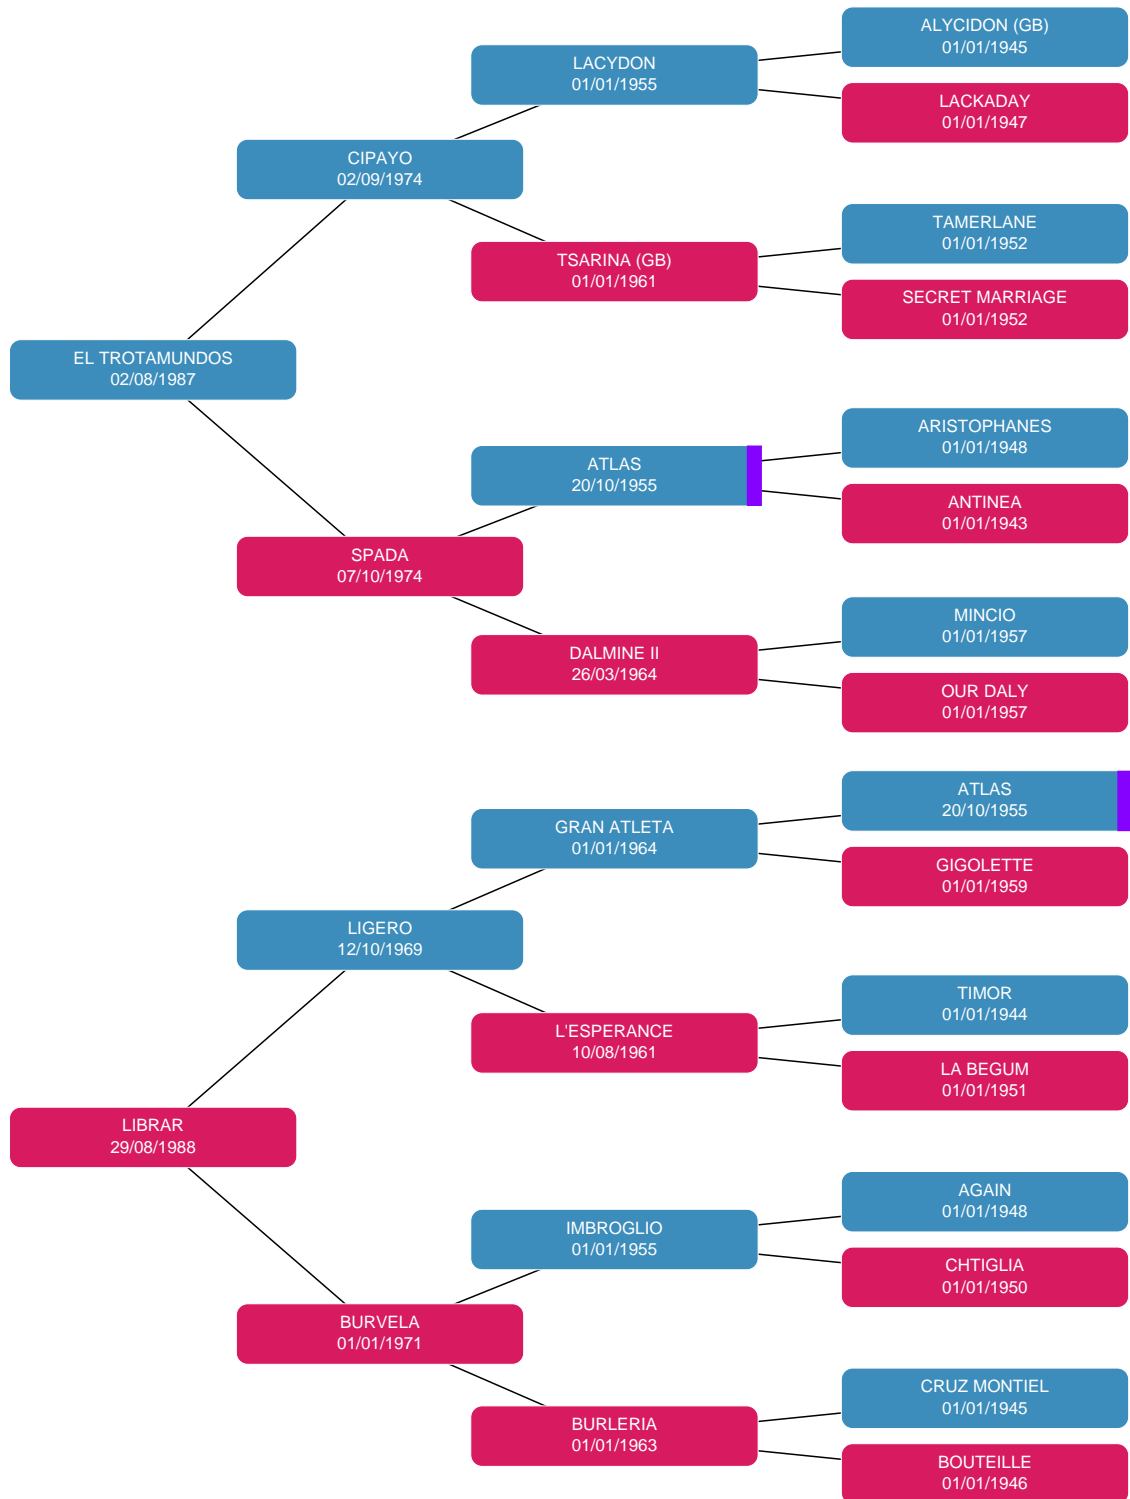 ALYCIDON (GB)
01/01/1945
LACYDON
01/01/1955
LACKADAY
01/01/1947
CIPAYO
02/09/1974
TAMERLANE
01/01/1952
TSARINA (GB)
01/01/1961
SECRET MARRIAGE
01/01/1952
EL TROTAMUNDOS
02/08/1987
ARISTOPHANES
01/01/1948
ATLAS
20/10/1955
ANTINEA
01/01/1943
SPADA
07/10/1974
MINCIO
01/01/1957
DALMINE II
26/03/1964
OUR DALY
01/01/1957
ATLAS
20/10/1955
GRAN ATLETA
01/01/1964
GIGOLETTE
01/01/1959
LIGERO
12/10/1969
TIMOR
01/01/1944
L'ESPERANCE
10/08/1961
LA BEGUM
01/01/1951
LIBRAR
29/08/1988
AGAIN
01/01/1948
IMBROGLIO
01/01/1955
CHTIGLIA
01/01/1950
BURVELA
01/01/1971
CRUZ MONTIEL
01/01/1945
BURLERIA
01/01/1963
BOUTEILLE
01/01/1946